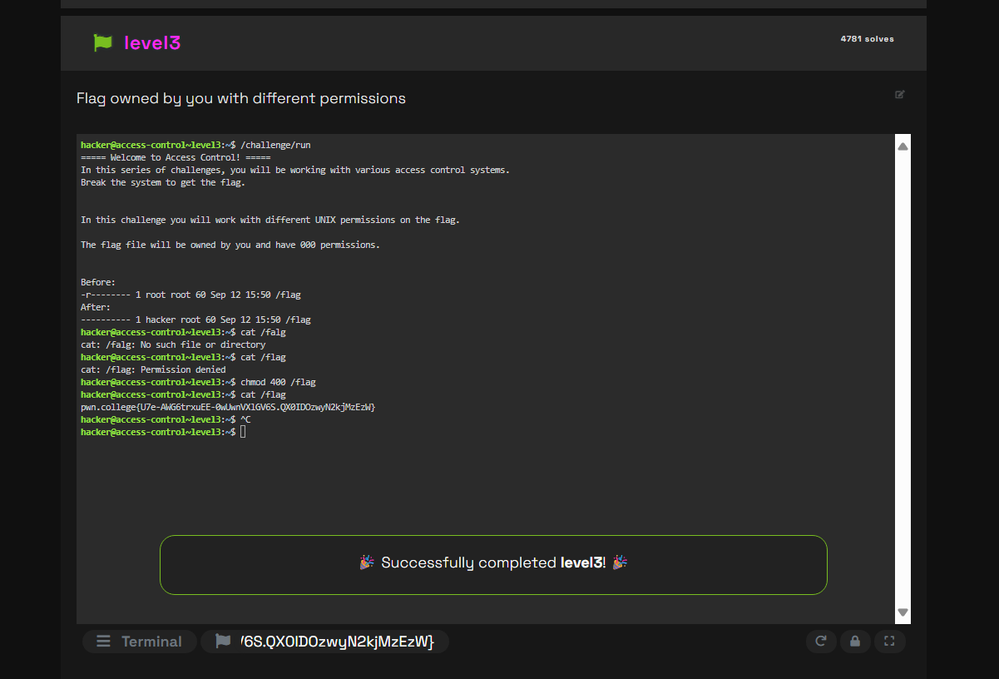 level3
4781 solves
Flag owned by you with different permissions
hacker@access-control~level3:~$ /challenge/run
===== Welcome to Access Control! =====
In this series of challenges, you will be working with various access control systems.
Break the system to get the flag.
In this challenge you will work with different UNIX permissions on the flag.
The flag file will be owned by you and have 000 permissions.
Before:
-r-------- 1 root root 60 Sep 12 15:50 /flag
After:
---------- 1 hacker root 60 Sep 12 15:50 /flag
hacker@access-control~level3:~$ cat /falg
cat: /falg: No such file or directory
hacker@access-control~level3:~$ cat /flag
cat: /flag: Permission denied
hacker@access-control~level3:~$ chmod 400 /flag
hacker@access-control~level3:~$ cat /flag
pwn.college{U7e-AWG6trxuEE-0wUwnVXlGV6S.QX0IDOzwyN2kjMzEzW}
hacker@access-control~level3:~$ ^C
hacker@access-control~level3:~$
🎉 Successfully completed level3! 🎉
Terminal
/6S.QX0IDOzwyN2kjMzEzW}